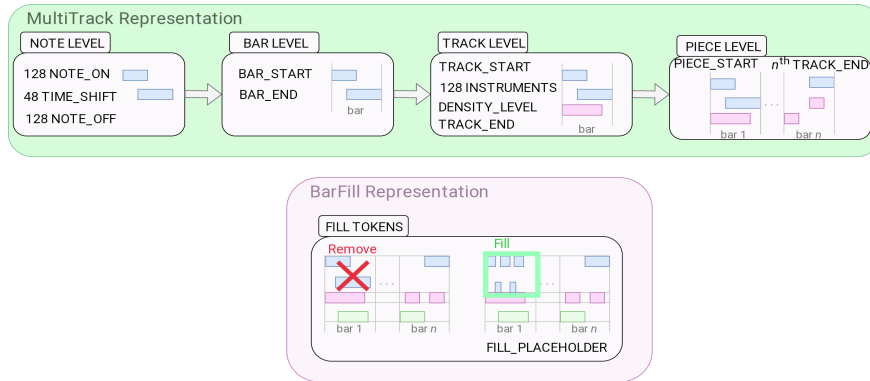 MultiTrack Representation
NOTE LEVEL
128 NOTE_ON
48 TIME_SHIFT
128 NOTE_OFF
BAR LEVEL
BAR_START
BAR_END
bar
TRACK LEVEL
TRACK_START
128 INSTRUMENTS
DENSITY_LEVEL
TRACK_END
bar
PIECE LEVEL
PIECE_START nth TRACK_END
...
bar 1 bar n
BarFill Representation
FILL TOKENS
Remove
...
bar 1 bar n
Fill
...
bar 1 bar n
FILL_PLACEHOLDER